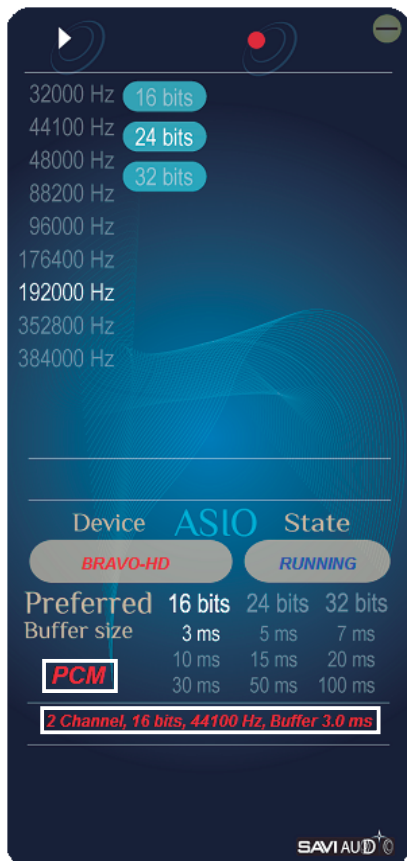 32000 Hz 16 bits
44100 Hz 24 bits
48000 Hz 32 bits
88200 Hz
96000 Hz
176400 Hz
192000 Hz
352800 Hz
384000 Hz
Device ASIO State
BRAVO-HD RUNNING
Preferred 16 bits 24 bits 32 bits
Buffer size 3 ms 5 ms 7 ms
10 ms 15 ms 20 ms
PCM 30 ms 50 ms 100 ms
2 Channel, 16 bits, 44100 Hz, Buffer 3.0 ms
SAVI AUDIO